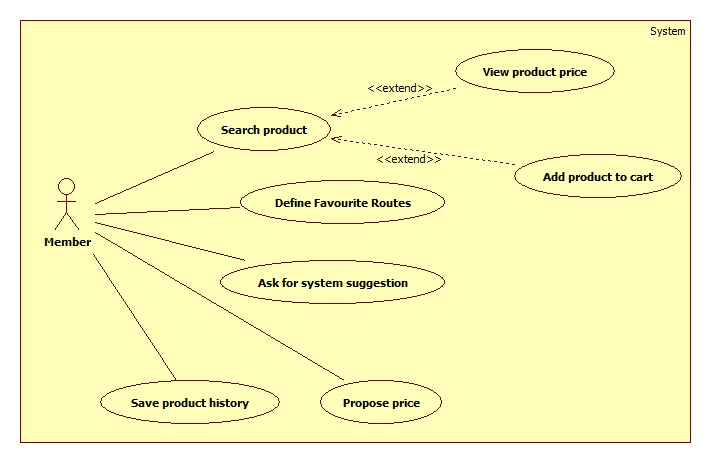 System
View product price
<<extend>>
Search product
<<extend>>
Add product to cart
Define Favourite Routes
Member
Ask for system suggestion
Save product history
Propose price